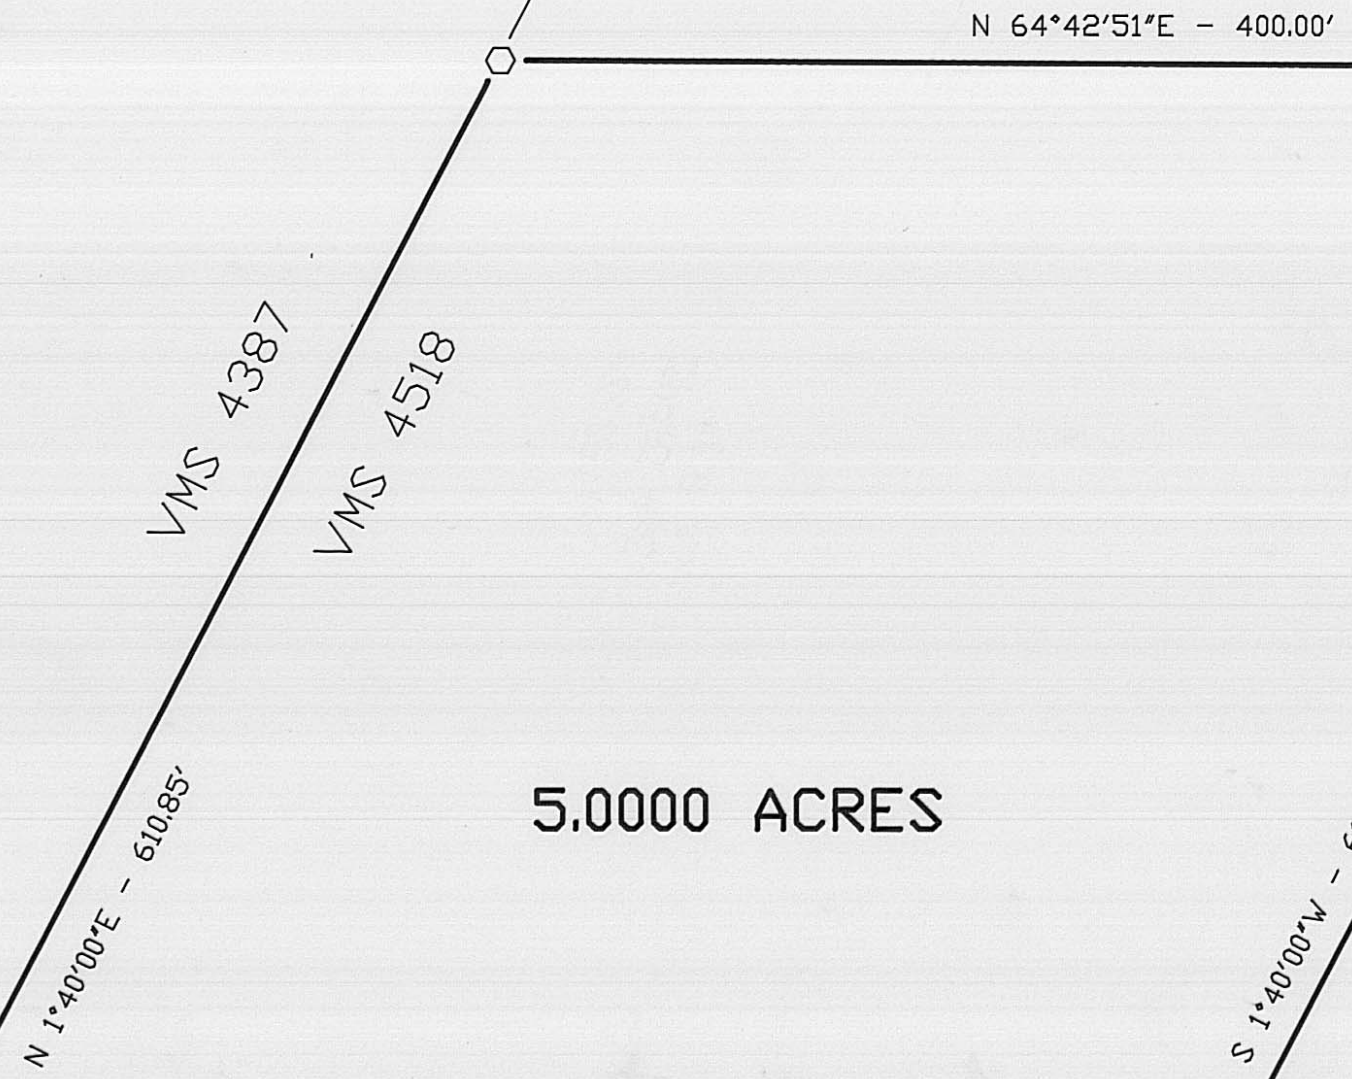 N 64°42'51"E - 400.00'
VMS 4387
VMS 4518
5.0000 ACRES
N 1°40'00"E - 610.85'
S 1°40'00"W -